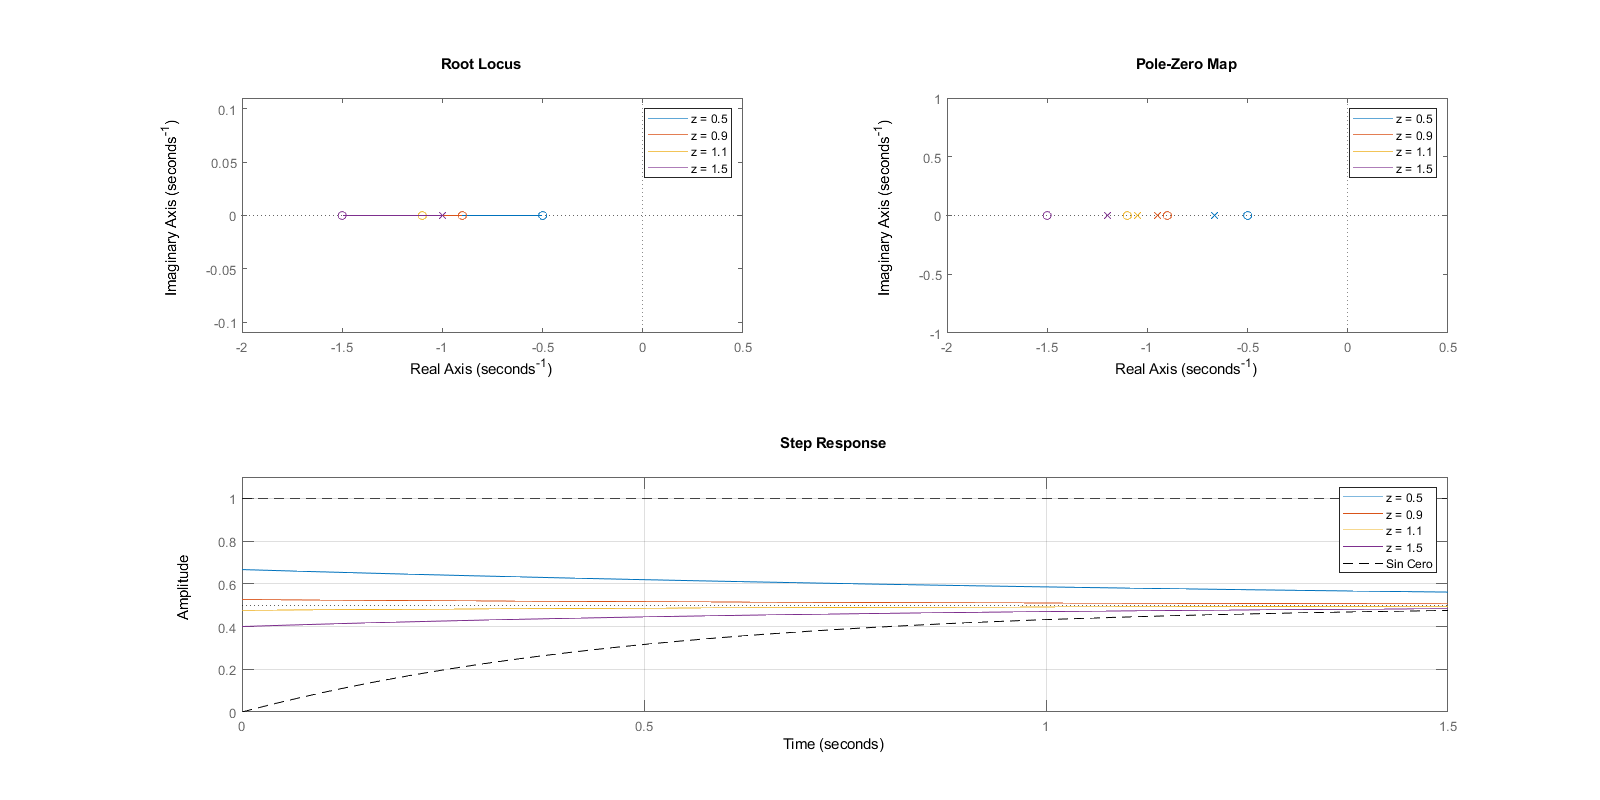 Root Locus
0.1
0.05
0
-0.05
-0.1
-2
-1.5
-1
-0.5
0
0.5
Real Axis (seconds-1)
Imaginary Axis (seconds-1)
z = 0.5
z = 0.9
z = 1.1
z = 1.5
Pole-Zero Map
1
0.5
0
-0.5
-1
-2
-1.5
-1
-0.5
0
0.5
Real Axis (seconds-1)
Imaginary Axis (seconds-1)
z = 0.5
z = 0.9
z = 1.1
z = 1.5
Step Response
1
0.8
0.6
0.4
0.2
0
0
0.5
1
1.5
Time (seconds)
Amplitude
z = 0.5
z = 0.9
z = 1.1
z = 1.5
Sin Cero